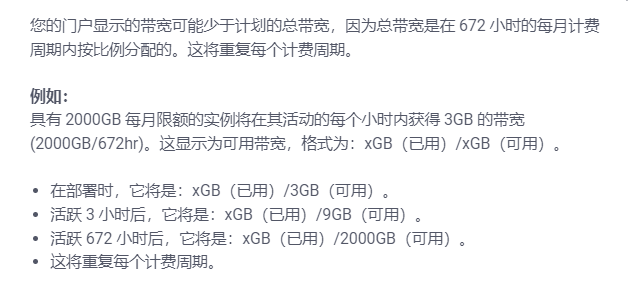 您的门户显示的带宽可能少于计划的总带宽，因为总带宽是在 672 小时的每月计费
周期内按比例分配的。这将重复每个计费周期。
例如：
具有 2000GB 每月限额的实例将在其活动的每个小时内获得 3GB 的带宽
(2000GB/672hr)。这显示为可用带宽，格式为：xGB（已用）/xGB（可用）。
• 在部署时，它将是：xGB（已用）/3GB（可用）。
• 活跃 3 小时后，它将是：xGB（已用）/9GB（可用）。
• 活跃 672 小时后，它将是：xGB（已用）/2000GB（可用）。
• 这将重复每个计费周期。